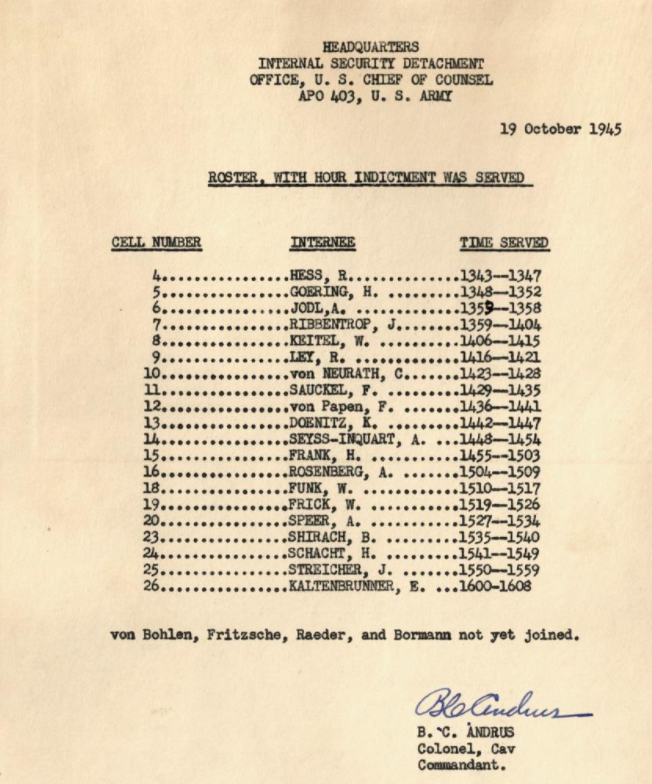 HEADQUARTERS
INTERNAL SECURITY DETACHMENT
OFFICE, U. S. CHIEF OF COUNSEL
APO 403, U. S. ARMY
19 October 1945
ROSTER, WITH HOUR INDICTMENT WAS SERVED
CELL NUMBER INTERNEE TIME SERVED
4................HESS, R..............1343--1347
5................GOERING, H. .........1348--1352
6................JODL,A. ............1353--1358
7................RIBBENTROP, J.......1359--1404
8................KEITEL, W. .........1406--1415
9................LEY, R. ............1416--1421
10................von NEURATH, C......1423--1428
11................SAUCKEL, F. ........1429--1435
12................von Papen, F. ......1436--1441
13................DOENITZ, K. ........1442--1447
14................SEYSS-INQUART, A. ...1448--1454
15................FRANK, H. ..........1455--1503
16................ROSENBERG, A. ......1504--1509
18................FUNK, W. ...........1510--1517
19................FRICK, W. ..........1519--1526
20................SPEER, A. ..........1527--1534
23................SHIRACH, B. ........1535--1540
24................SCHACHT, H. ........1541--1549
25................STREICHER, J. ......1550--1559
26................KALTENBRUNNER, E. ...1600-1608
von Bohlen, Fritzsche, Raeder, and Bormann not yet joined.
B C Andrus
B. C. ANDRUS
Colonel, Cav
Commandant.